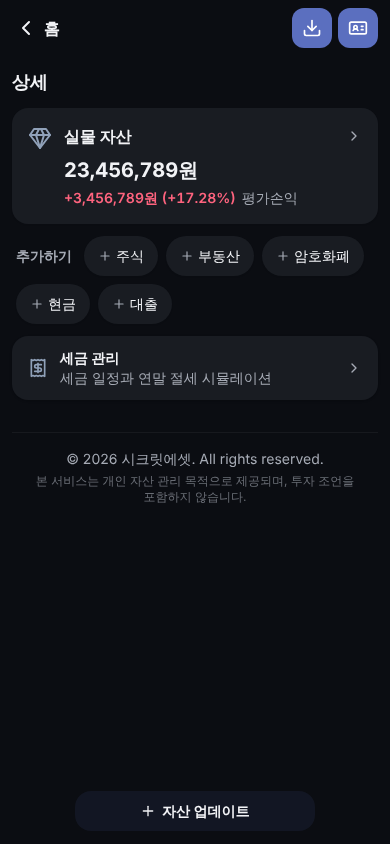 홈
상세
실물 자산
23,456,789원
+3,456,789원 (+17.28%) 평가손익
추가하기 + 주식 + 부동산 + 암호화폐
+ 현금 + 대출
세금 관리
세금 일정과 연말 절세 시뮬레이션
© 2026 시크릿에셋. All rights reserved.
본 서비스는 개인 자산 관리 목적으로 제공되며, 투자 조언을
포함하지 않습니다.
+ 자산 업데이트